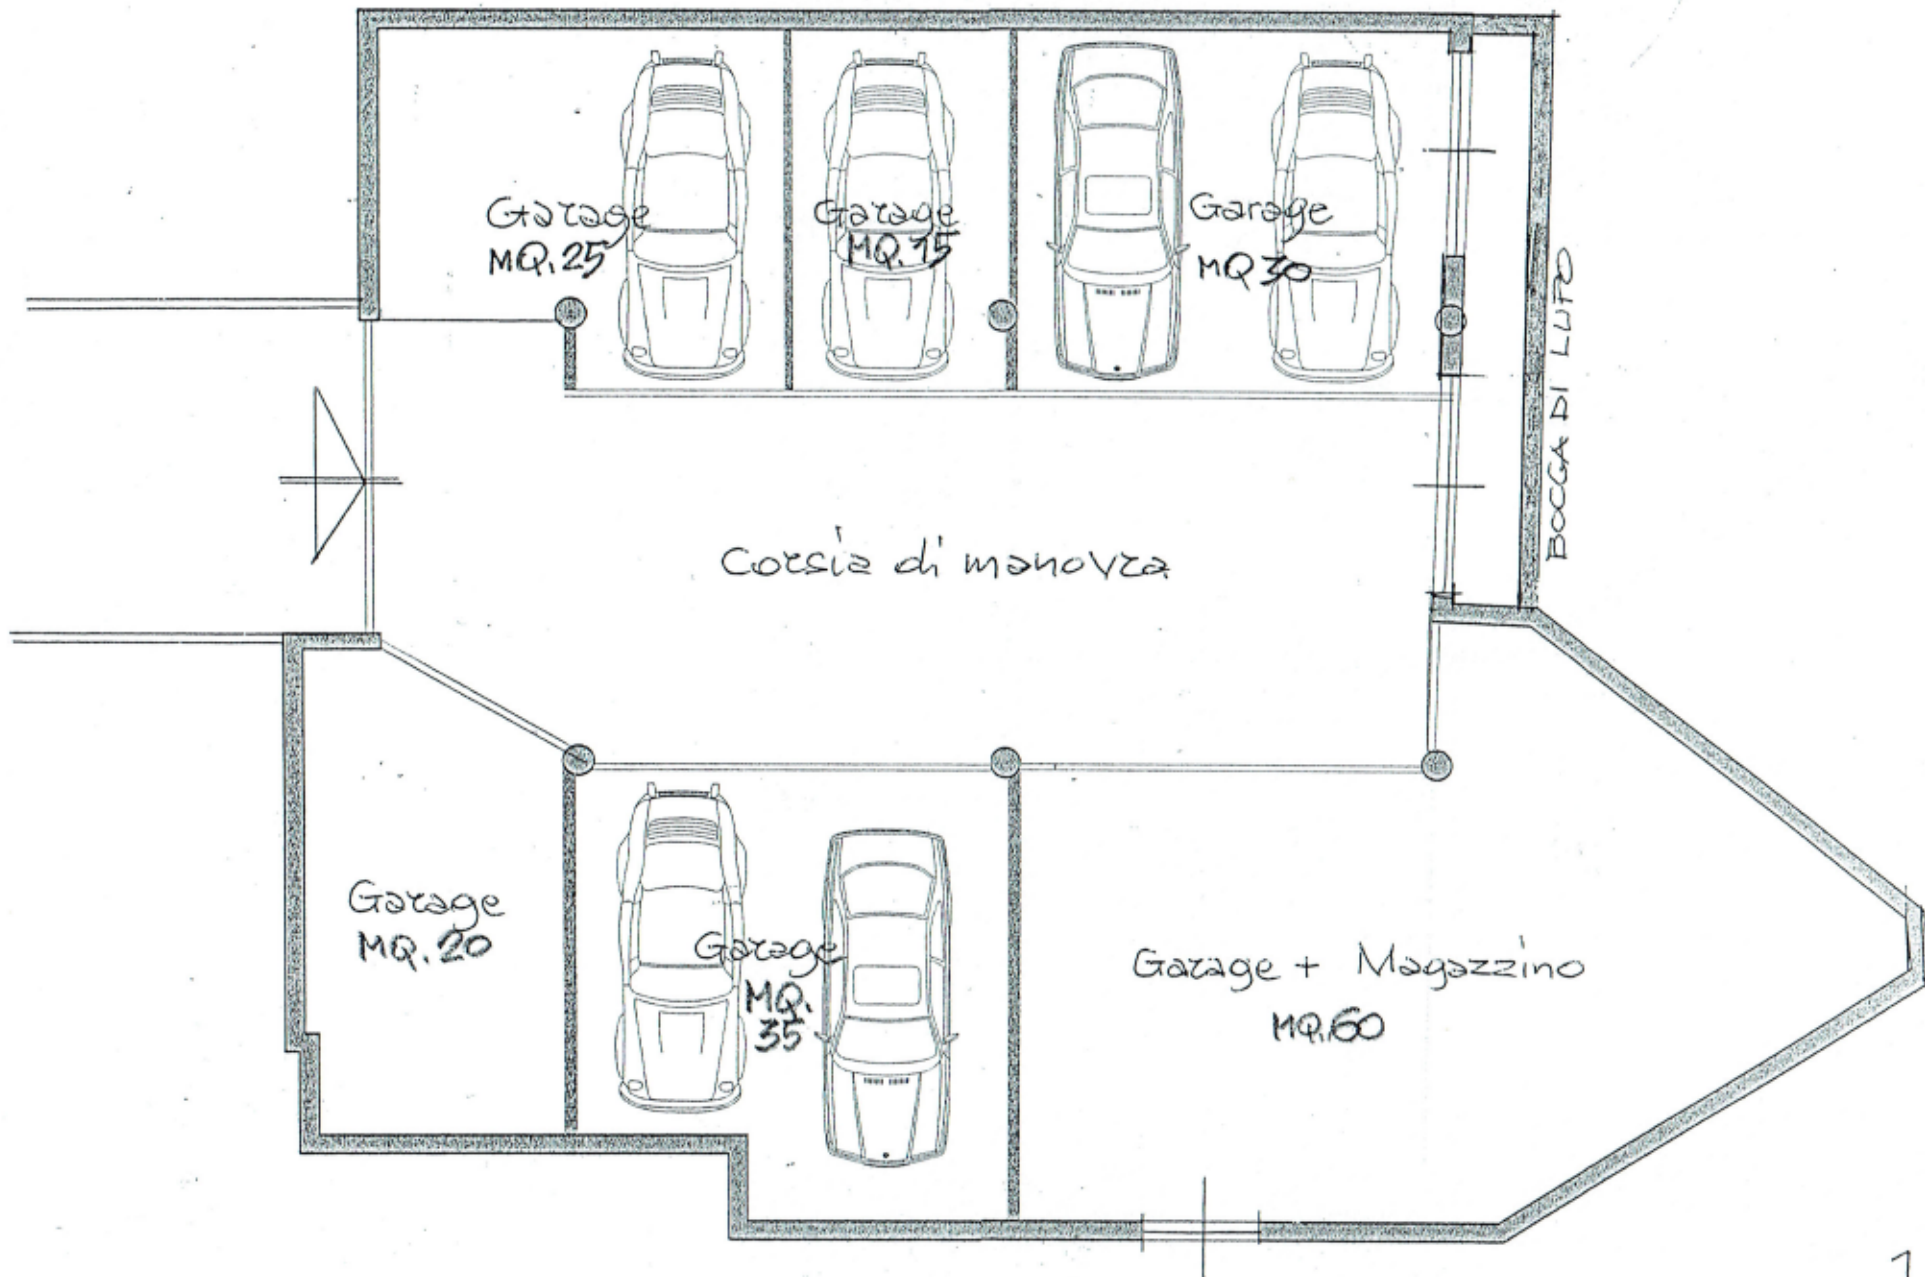 Garage
MQ.25
Garage
MQ.15
Garage
MQ 30
BOCCA DI LUPO
Corsia di manovra
Garage
MQ.20
Garage
MQ.
35
Garage + Magazzino
MQ.60